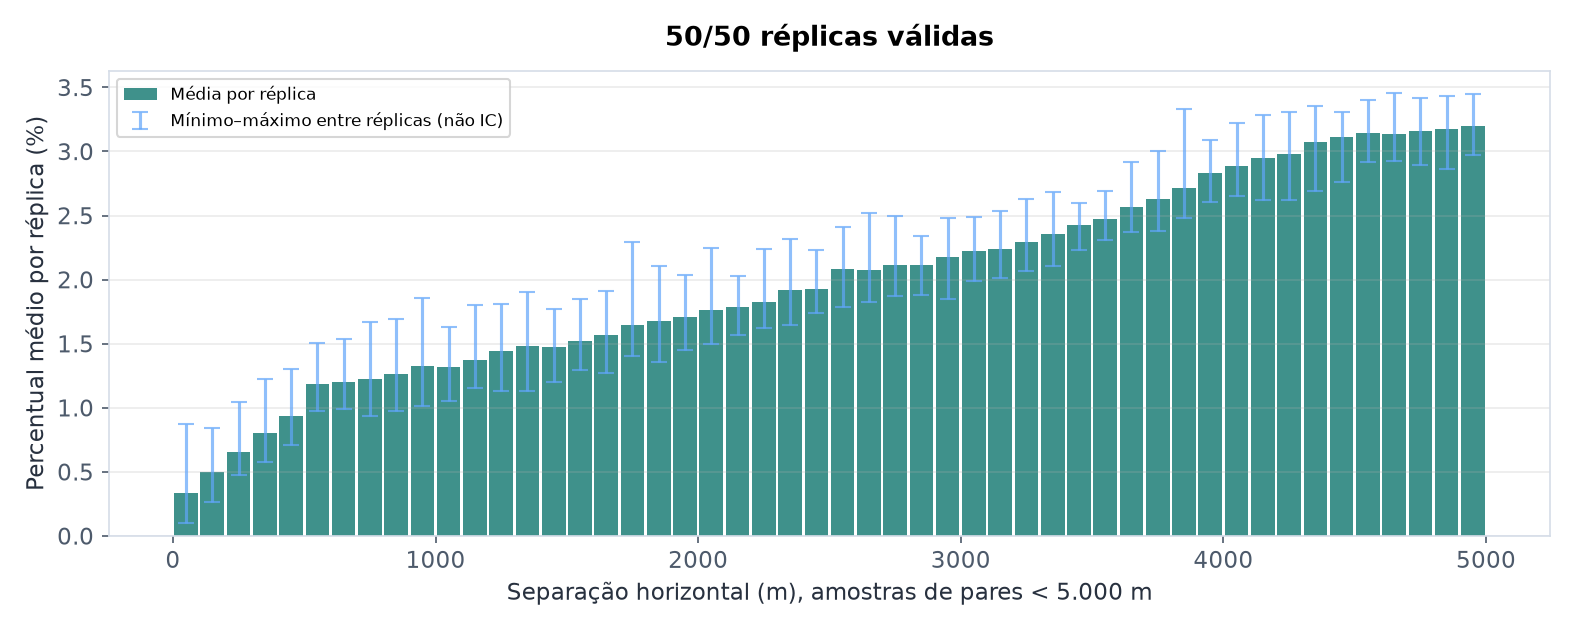 50/50 réplicas válidas
Média por réplica
Mínimo–máximo entre réplicas (não IC)
Percentual médio por réplica (%)
3.5
3.0
2.5
2.0
1.5
1.0
0.5
0.0
0 1000 2000 3000 4000 5000
Separação horizontal (m), amostras de pares < 5.000 m